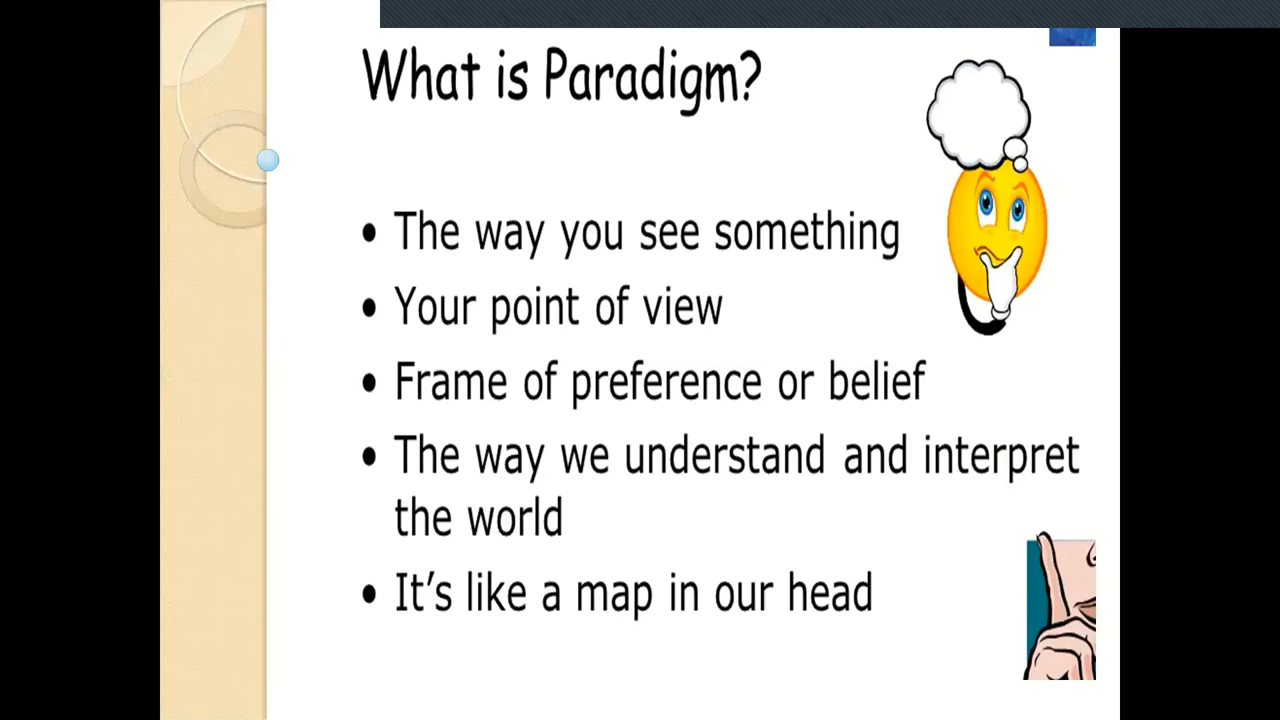 What is Paradigm?
• The way you see something
• Your point of view
• Frame of preference or belief
• The way we understand and interpret
the world
• It’s like a map in our head